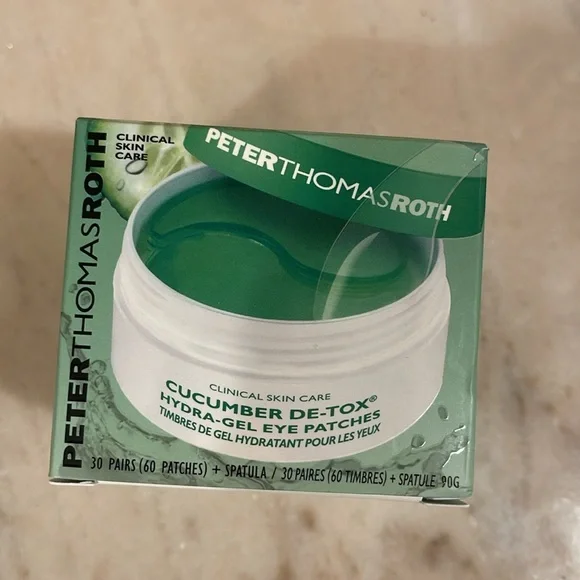 PETERTHOMASROTH
CLINICAL
SKIN
CARE
PETERTHOMASROTH
CLINICAL SKIN CARE
CUCUMBER DE-TOX®
HYDRA-GEL EYE PATCHES
TIMBRES DE GEL HYDRATANT POUR LES YEUX
30 PAIRS (60 PATCHES) + SPATULA / 30 PAIRES (60 TIMBRES) + SPATULE 90G